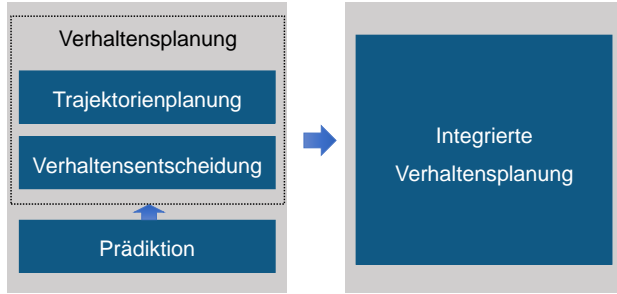 Verhaltensplanung
Trajektorienplanung
Verhaltensentscheidung
Prädiktion
Integrierte
Verhaltensplanung